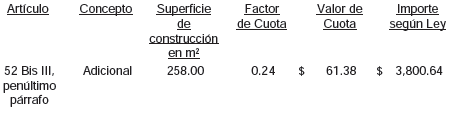 Artículo Concepto Superficie de construcción en m² Factor de Cuota Valor de Cuota Importe según Ley
52 Bis III, penúltimo párrafo Adicional 258.00 0.24 $ 61.38 $ 3,800.64